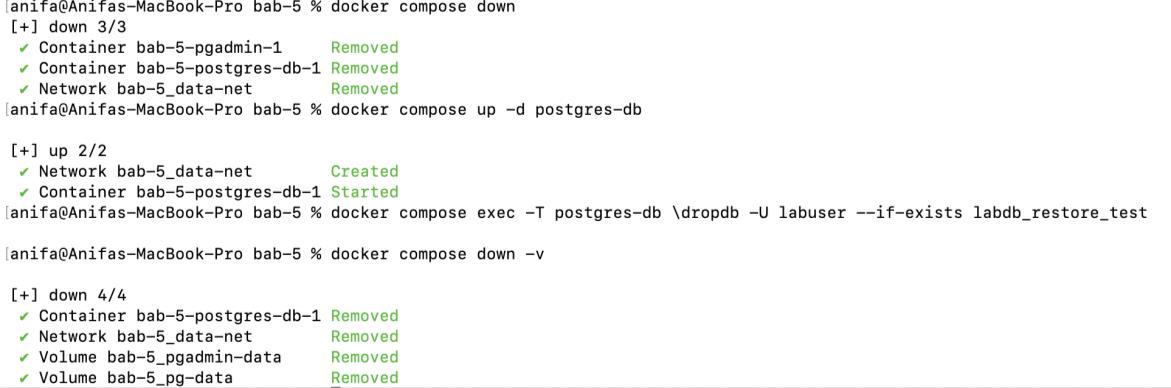 [anifa@Anifas-MacBook-Pro bab-5 % docker compose down
[+] down 3/3
✔ Container bab-5-pgadmin-1 Removed
✔ Container bab-5-postgres-db-1 Removed
✔ Network bab-5_data-net Removed
[anifa@Anifas-MacBook-Pro bab-5 % docker compose up -d postgres-db
[+] up 2/2
✔ Network bab-5_data-net Created
✔ Container bab-5-postgres-db-1 Started
[anifa@Anifas-MacBook-Pro bab-5 % docker compose exec -T postgres-db \dropdb -U labuser --if-exists labdb_restore_test
[anifa@Anifas-MacBook-Pro bab-5 % docker compose down -v
[+] down 4/4
✔ Container bab-5-postgres-db-1 Removed
✔ Network bab-5_data-net Removed
✔ Volume bab-5_pgadmin-data Removed
✔ Volume bab-5_pg-data Removed